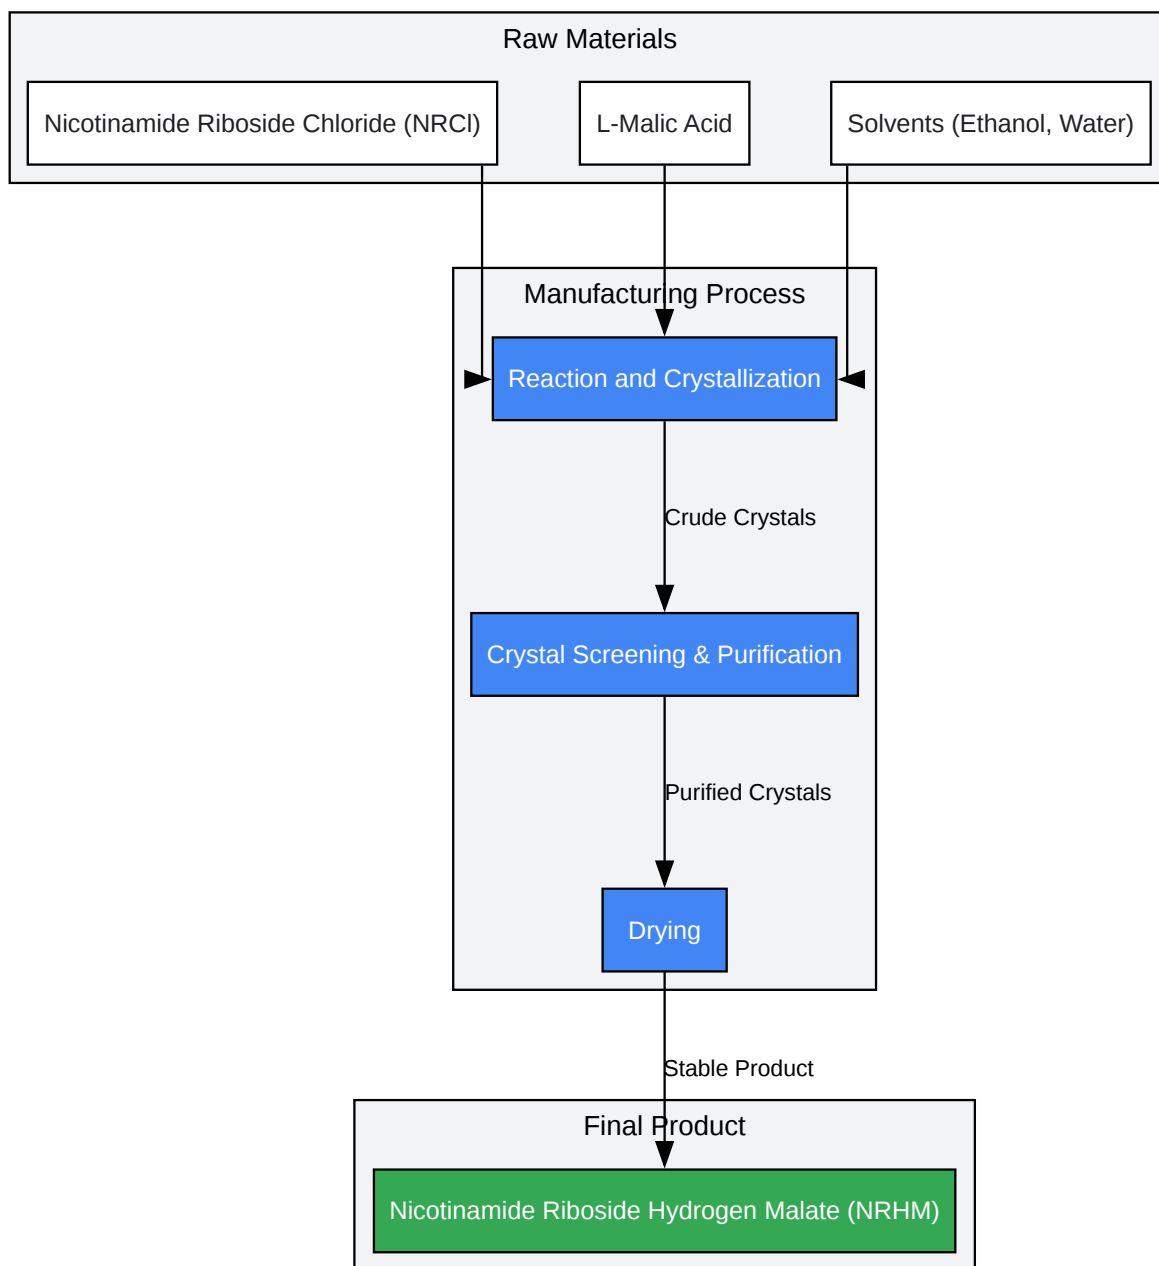 Raw Materials
Nicotinamide Riboside Chloride (NRCl)
L-Malic Acid
Solvents (Ethanol, Water)
Manufacturing Process
Reaction and Crystallization
Crude Crystals
Crystal Screening & Purification
Purified Crystals
Drying
Stable Product
Final Product
Nicotinamide Riboside Hydrogen Malate (NRHM)